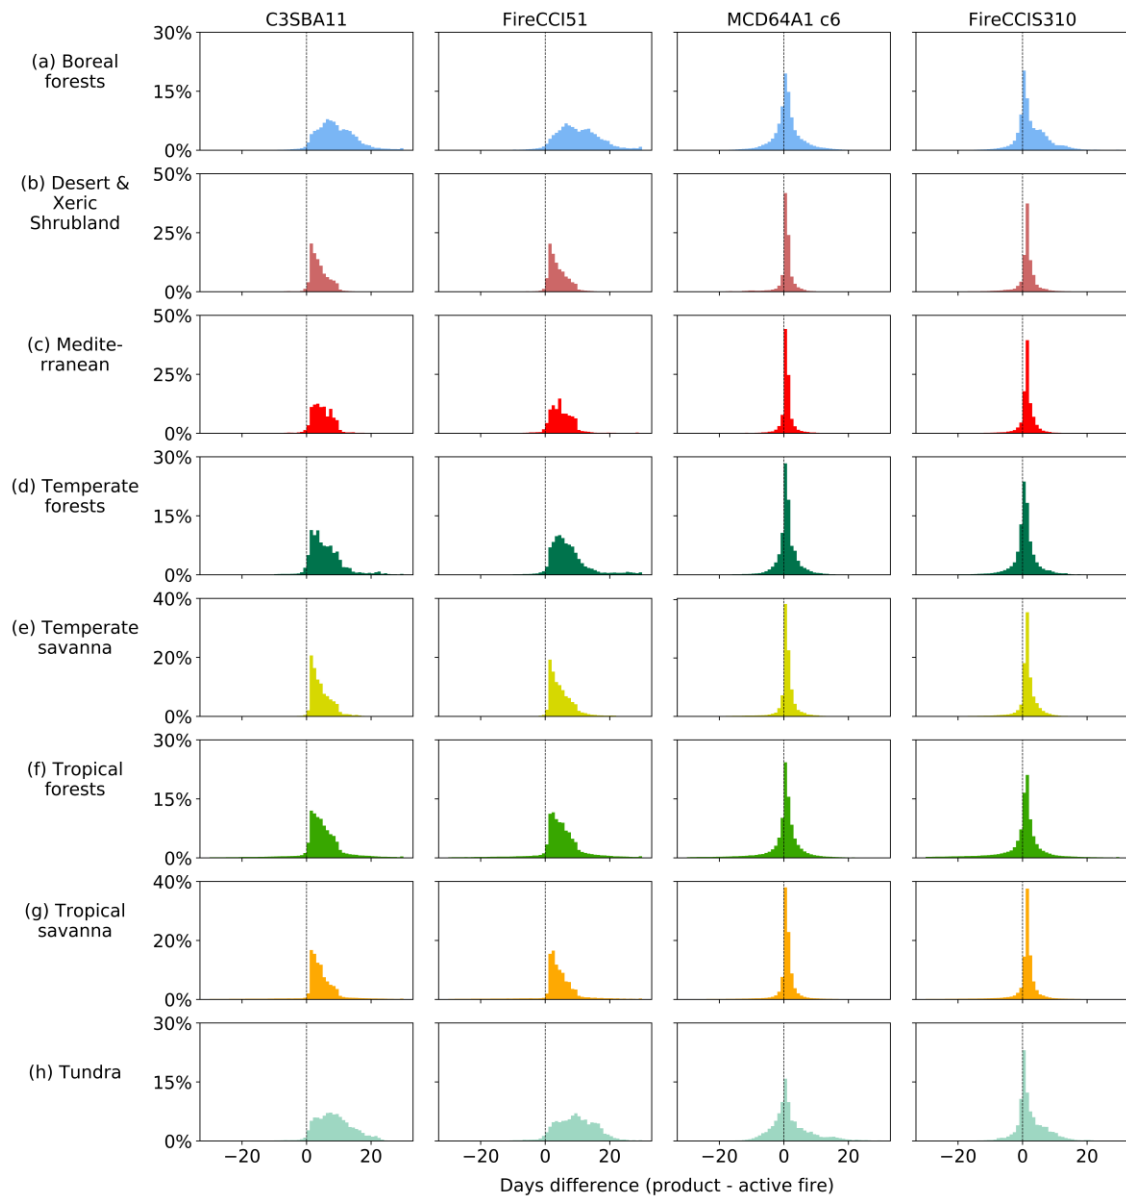 C3SBA11 FireCCI51 MCD64A1 c6 FireCCIS310
(a) Boreal
forests
30%
15%
0%
(b) Desert &
Xeric
Shrubland
50%
25%
0%
(c) Medite-
rranean
50%
25%
0%
(d) Temperate
forests
30%
15%
0%
(e) Temperate
savanna
40%
20%
0%
(f) Tropical
forests
30%
15%
0%
(g) Tropical
savanna
40%
20%
0%
(h) Tundra
30%
15%
0%
−20 0 20 −20 0 20 −20 0 20 −20 0 20
Days difference (product - active fire)